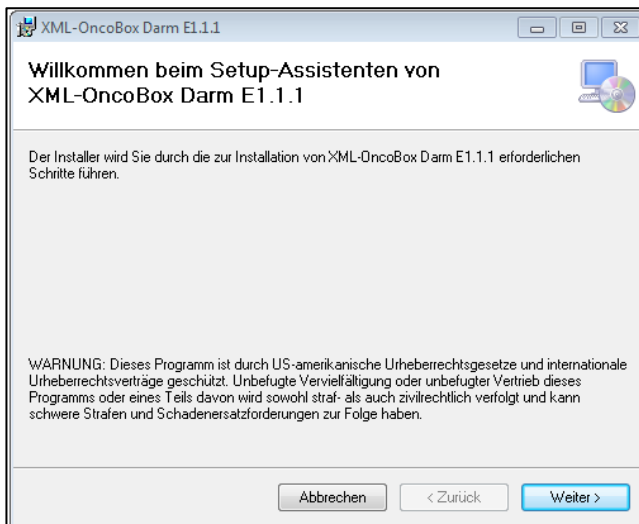 XML-OncoBox Darm E1.1.1
Willkommen beim Setup-Assistenten von
XML-OncoBox Darm E1.1.1
Der Installer wird Sie durch die zur Installation von XML-OncoBox Darm E1.1.1 erforderlichen
Schritte führen.
WARNUNG: Dieses Programm ist durch US-amerikanische Urheberrechtsgesetze und internationale
Urheberrechtsverträge geschützt. Unbefugte Vervielfältigung oder unbefugter Vertrieb dieses
Programms oder eines Teils davon wird sowohl straf- als auch zivilrechtlich verfolgt und kann
schwere Strafen und Schadenersatzforderungen zur Folge haben.
Abbrechen < Zurück Weiter >